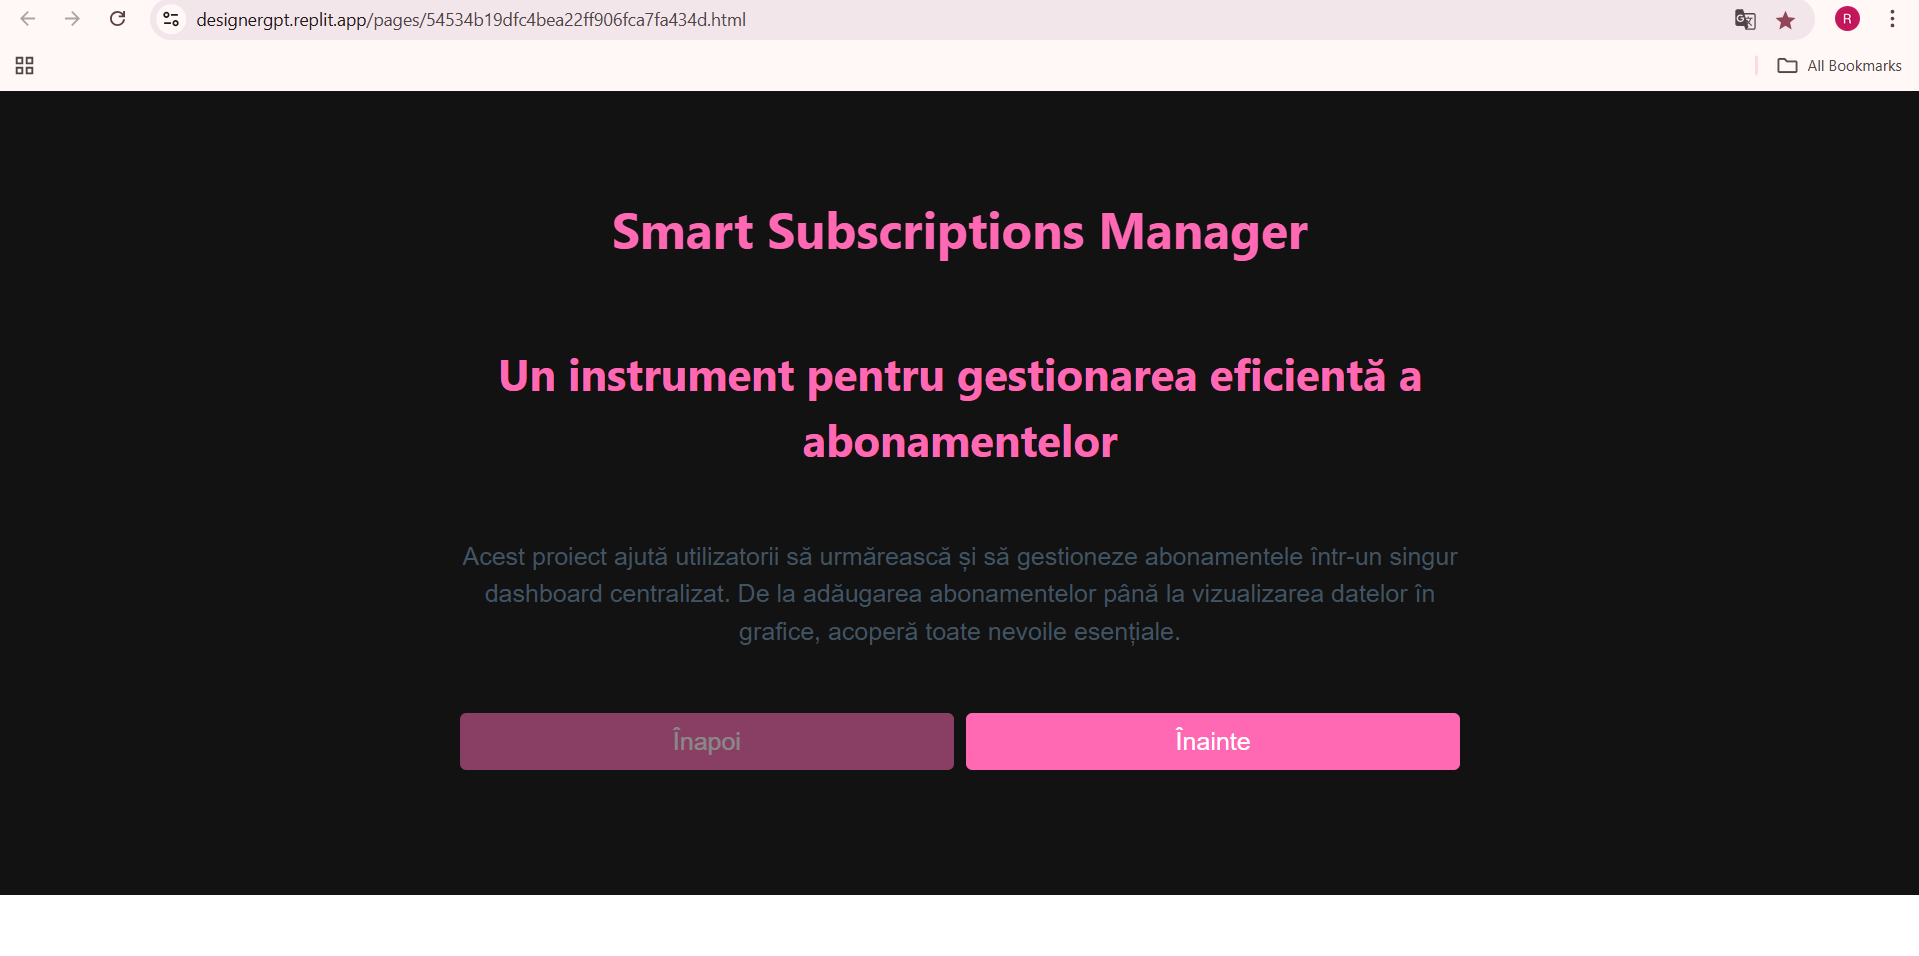 designergpt.replit.app/pages/54534b19dfc4bea22ff906fca7fa434d.html
R
All Bookmarks
Smart Subscriptions Manager
Un instrument pentru gestionarea eficientă a
abonamentelor
Acest proiect ajută utilizatorii să urmărească și să gestioneze abonamentele într-un singur
dashboard centralizat. De la adăugarea abonamentelor până la vizualizarea datelor în
grafice, acoperă toate nevoile esențiale.
Înapoi
Înainte